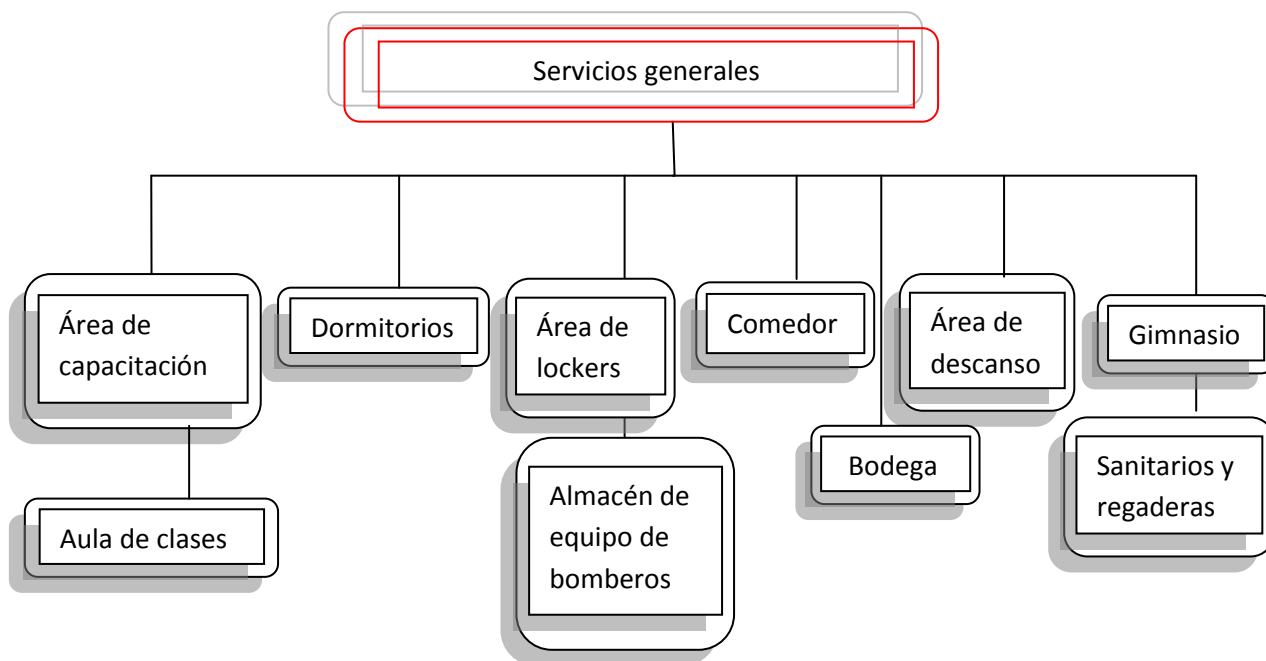 Servicios generales
Área de
capacitación
Dormitorios
Área de
lockers
Comedor
Área de
descanso
Gimnasio
Bodega
Sanitarios y
regaderas
Aula de clases
Almacén de
equipo de
bomberos